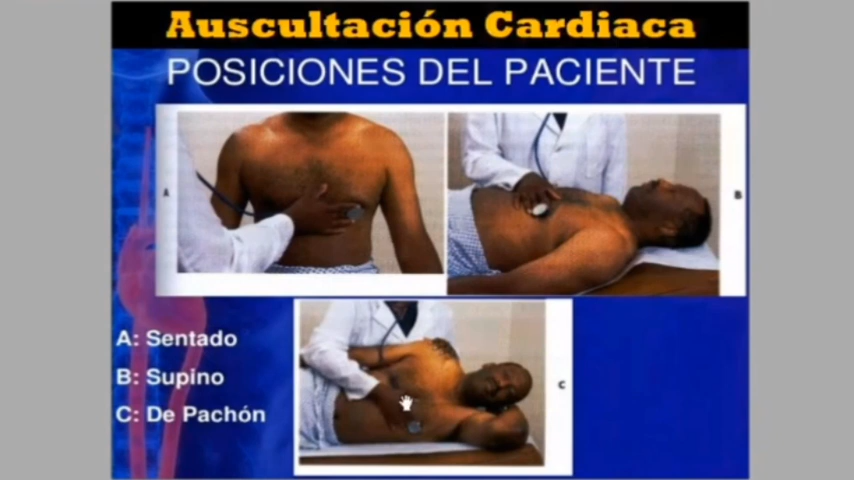 Auscultación Cardiaca
POSICIONES DEL PACIENTE
A
B
A: Sentado
B: Supino
C: De Pachón
C